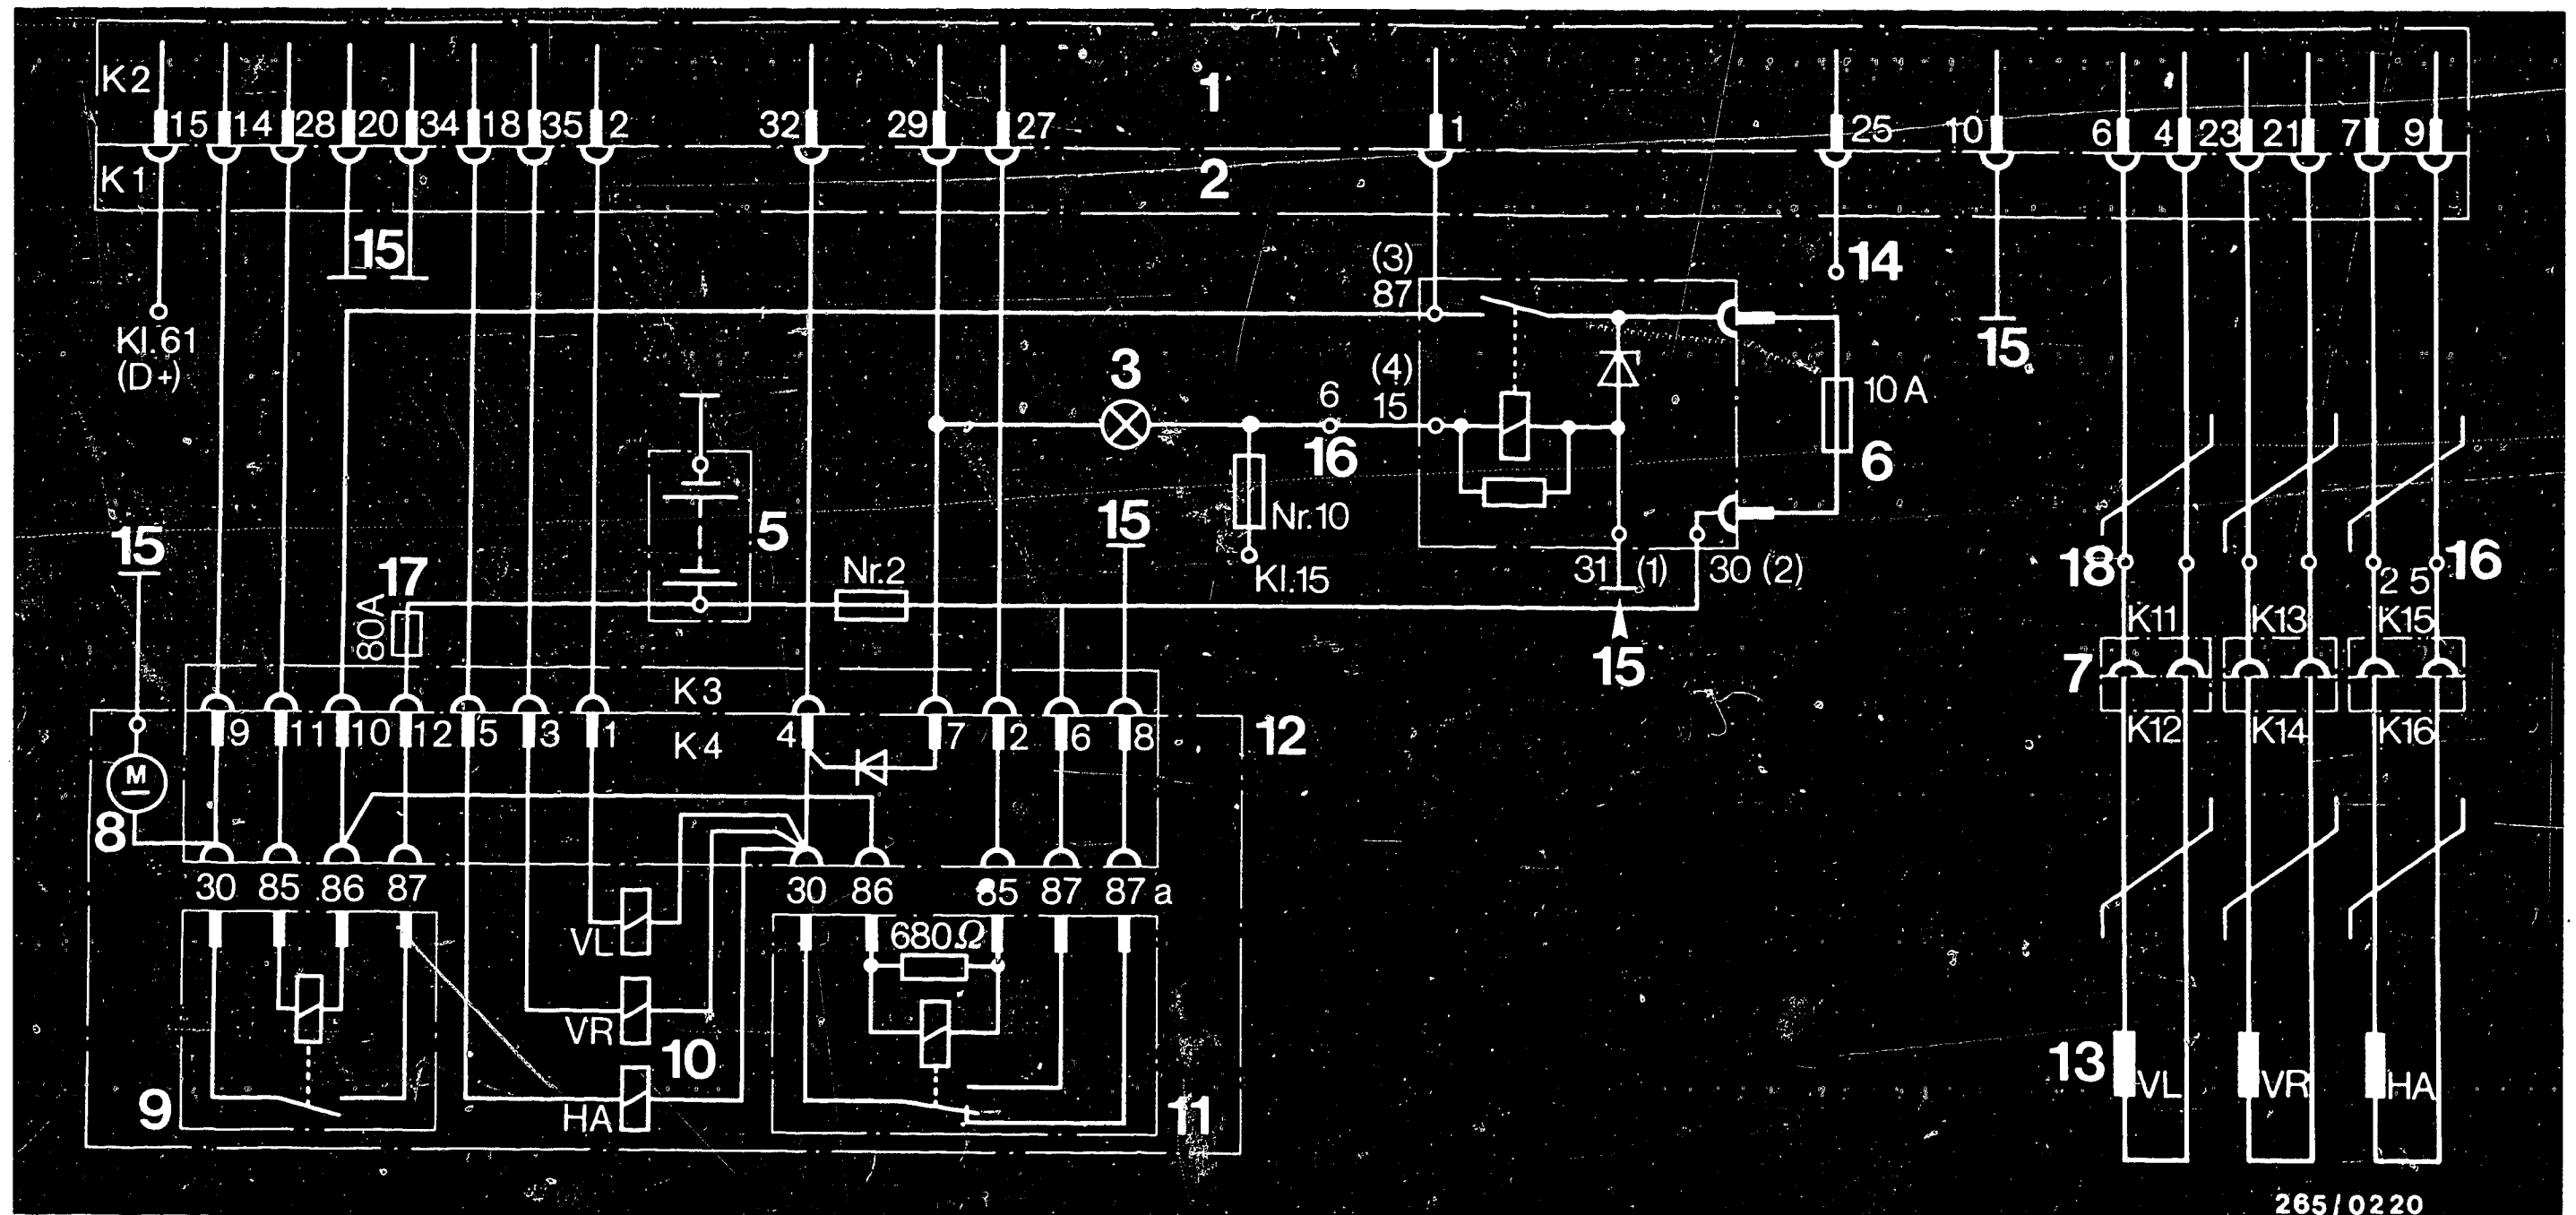 K2
15 14 28 20 34 18 35 2 32 29 27 1 25 10 6 4 23 21 7 9
1
K1
2
15
14
(3)
87
Kl.61
(D+)
15
3
(4)
15
6
16
10 A
6
5
15
Nr.10
Kl.15
15
17
80A
Nr.2
31 (1) 30 (2)
18
16
2 5
15
K11 K13 K15
7
K3
9 11 10 12 5 3 1 4 7 2 6 8
K4
12
K12 K14 K16
M
8
30 85 86 87 30 86 85 87 87a
680Ω
VL
VR
10
HA
9
11
13
VL VR HA
265/0220